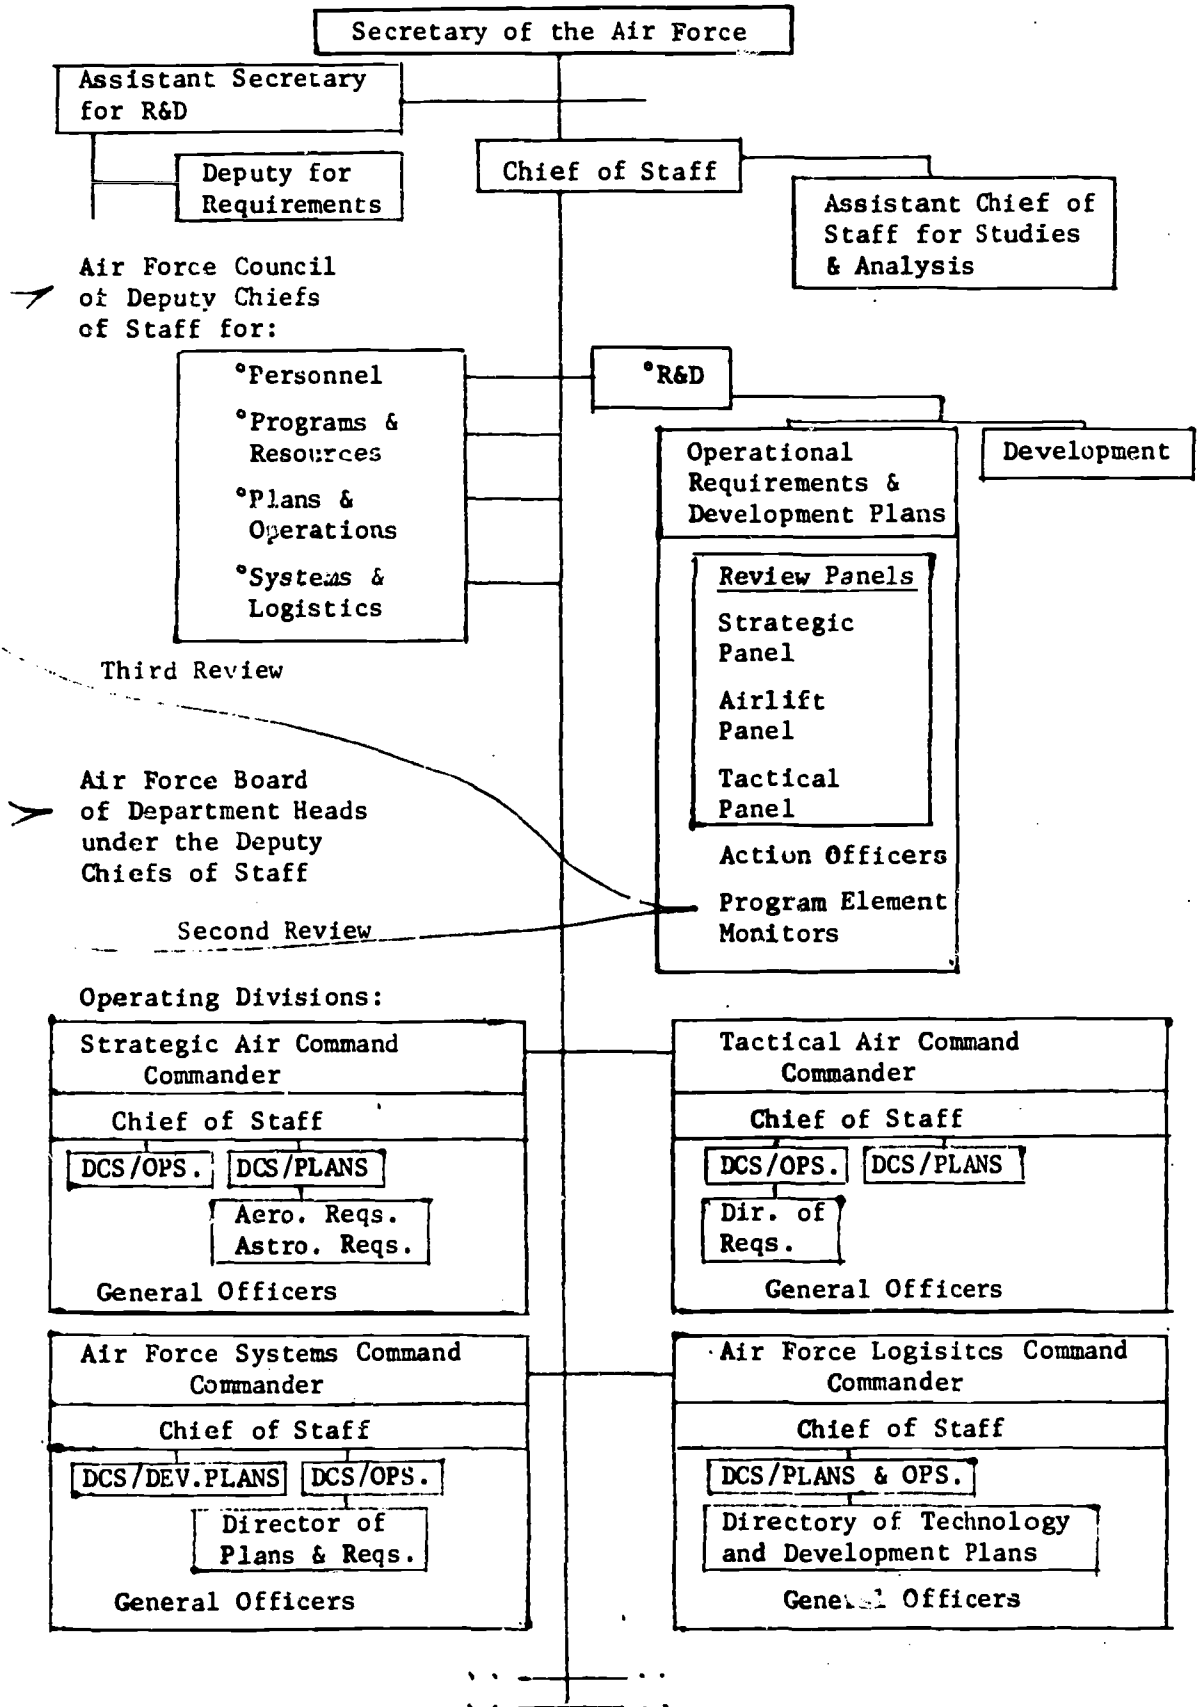 Secretary of the Air Force
Assistant Secretary
for R&D
Deputy for
Requirements
Chief of Staff
Assistant Chief of
Staff for Studies
& Analysis
Air Force Council
of Deputy Chiefs
of Staff for:
°Personnel
°Programs &
Resources
°Plans &
Operations
°Systems &
Logistics
°R&D
Operational
Requirements &
Development Plans
Development
Review Panels
Strategic
Panel
Airlift
Panel
Tactical
Panel
Action Officers
Program Element
Monitors
Third Review
Air Force Board
of Department Heads
under the Deputy
Chiefs of Staff
Second Review
Operating Divisions:
Strategic Air Command
Commander
Chief of Staff
DCS/OPS.
DCS/PLANS
Aero. Reqs.
Astro. Reqs.
General Officers
Tactical Air Command
Commander
Chief of Staff
DCS/OPS.
DCS/PLANS
Dir. of
Reqs.
General Officers
Air Force Systems Command
Commander
Chief of Staff
DCS/DEV.PLANS
DCS/OPS.
Director of
Plans & Reqs.
General Officers
Air Force Logisitcs Command
Commander
Chief of Staff
DCS/PLANS & OPS.
Directory of Technology
and Development Plans
General Officers